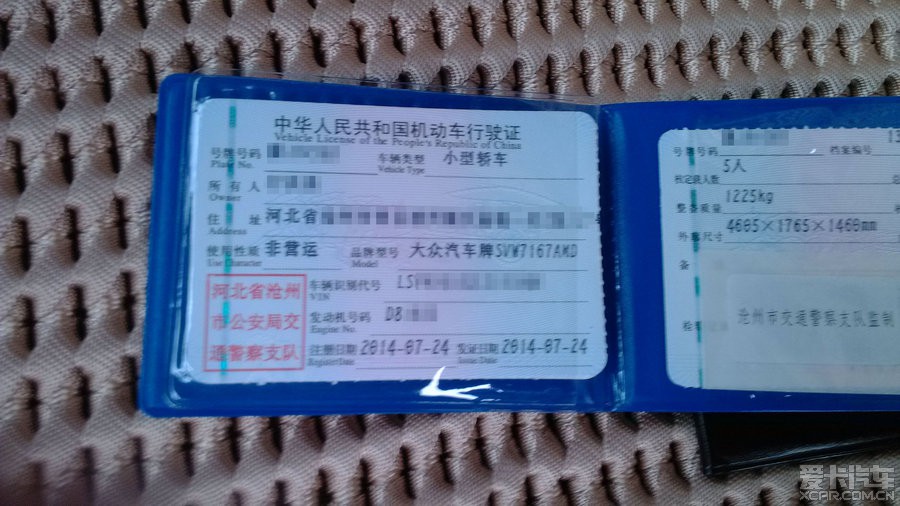 中华人民共和国机动车行驶证
Vehicle License of the People's Republic of China
号牌号码
Plate No.
车辆类型 小型轿车
Vehicle Type
所有人
Owner
住址 河北省
Address
使用性质 非营运
Use Character
品牌型号 大众汽车牌SVW7167AMD
Model
河北省沧州
市公安局交
通警察支队
车辆识别代号 LS
VIN
发动机号码 D8
Engine No.
注册日期 2014-07-24
Register Date
发证日期 2014-07-24
Issue Date
号牌号码
档案编号 13
核定载人数 5人
整备质量 1225kg
外廓尺寸 4605×1765×1460mm
备
检验
沧州市交通警察支队监制
爱卡汽车
XCAR.COM.CN